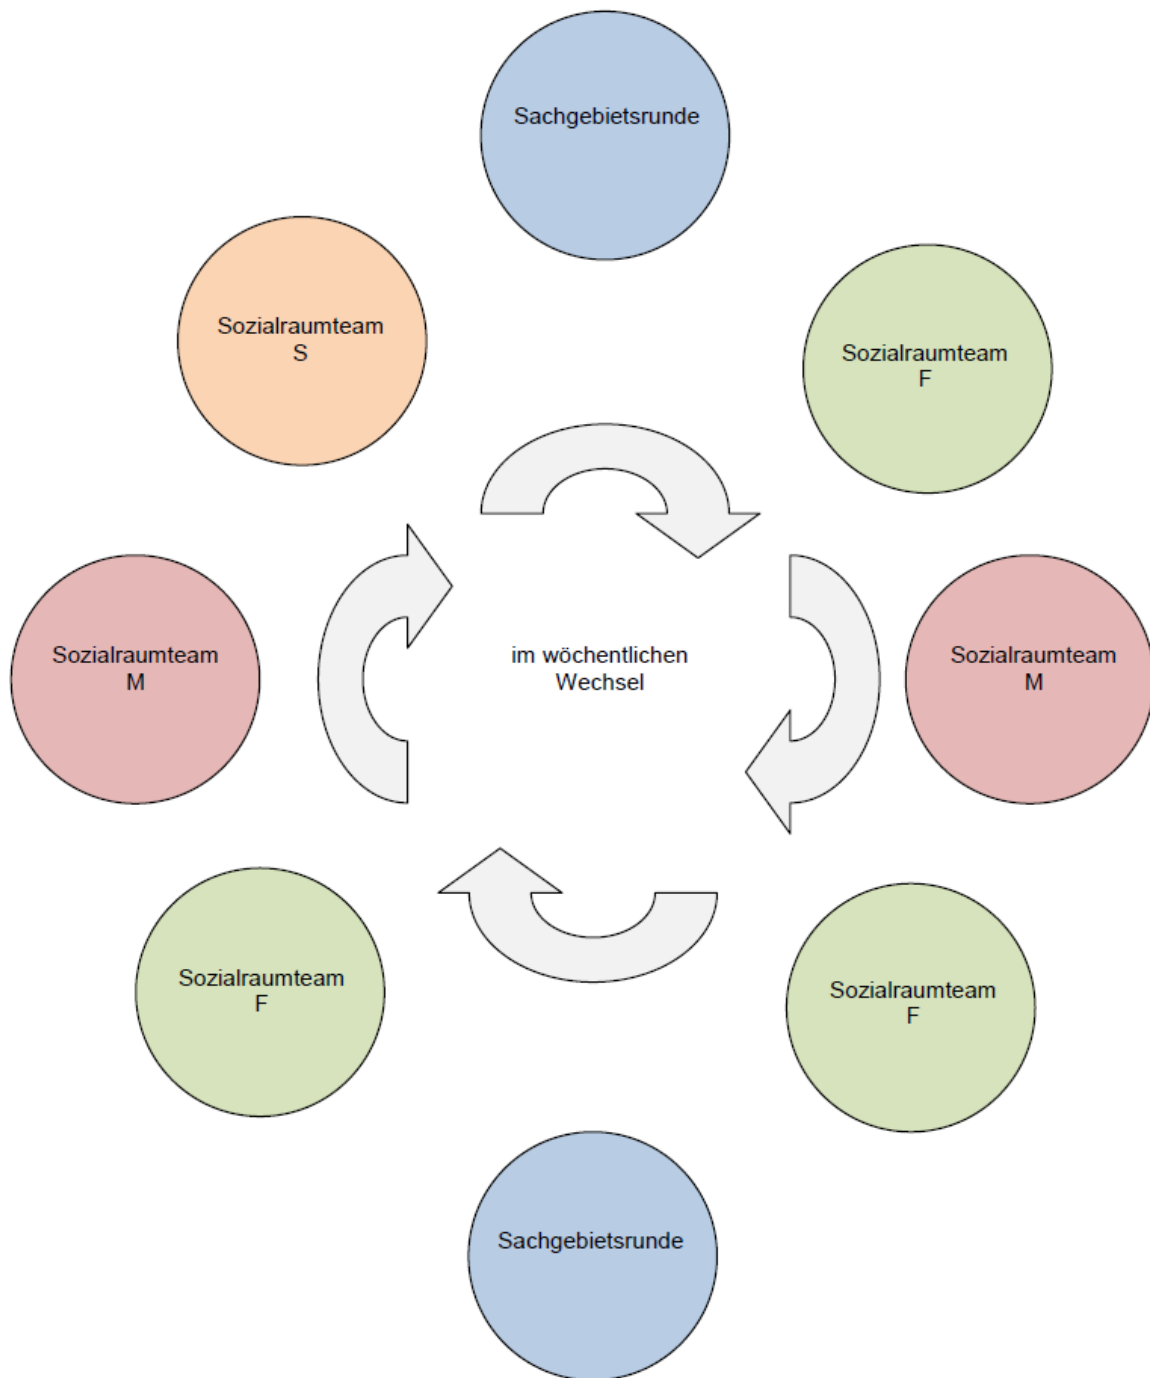 Sachgebietsrunde
Sozialraumteam
S
Sozialraumteam
F
Sozialraumteam
M
im wöchentlichen
Wechsel
Sozialraumteam
M
Sozialraumteam
F
Sozialraumteam
F
Sachgebietsrunde